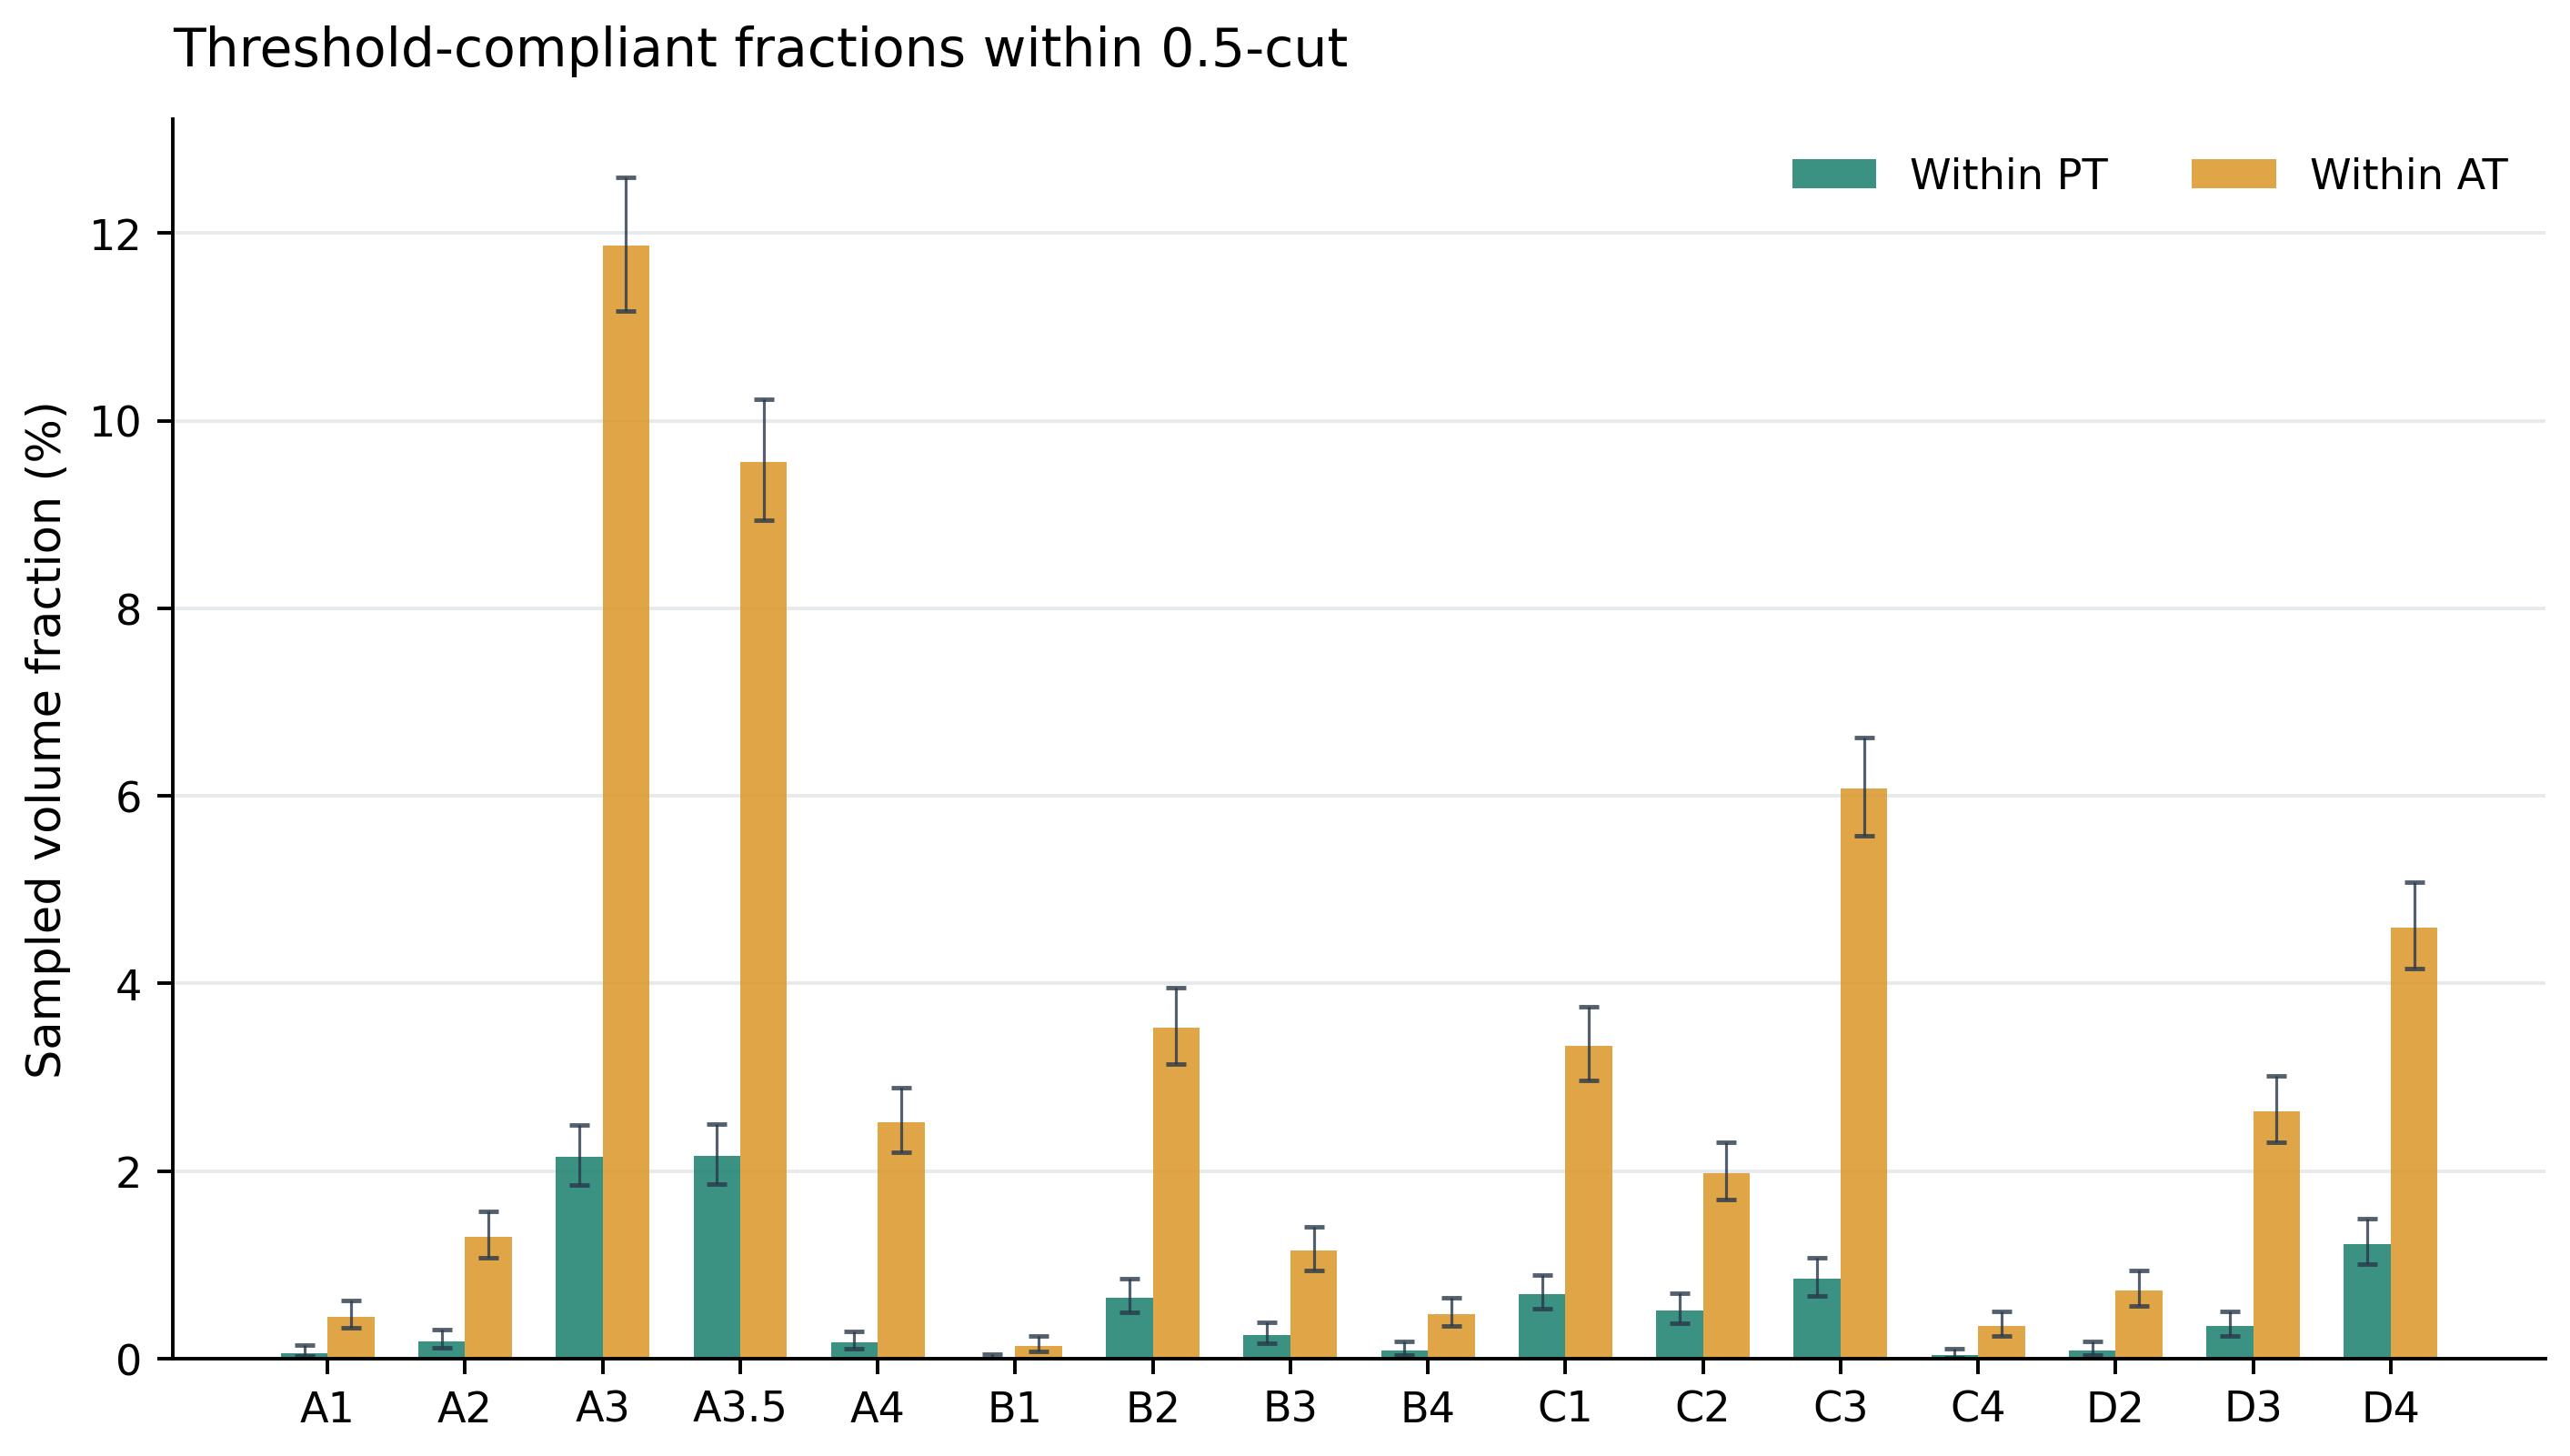 Threshold-compliant fractions within 0.5-cut
Within PT
Within AT
Sampled volume fraction (%)
12
10
8
6
4
2
0
A1 A2 A3 A3.5 A4 B1 B2 B3 B4 C1 C2 C3 C4 D2 D3 D4